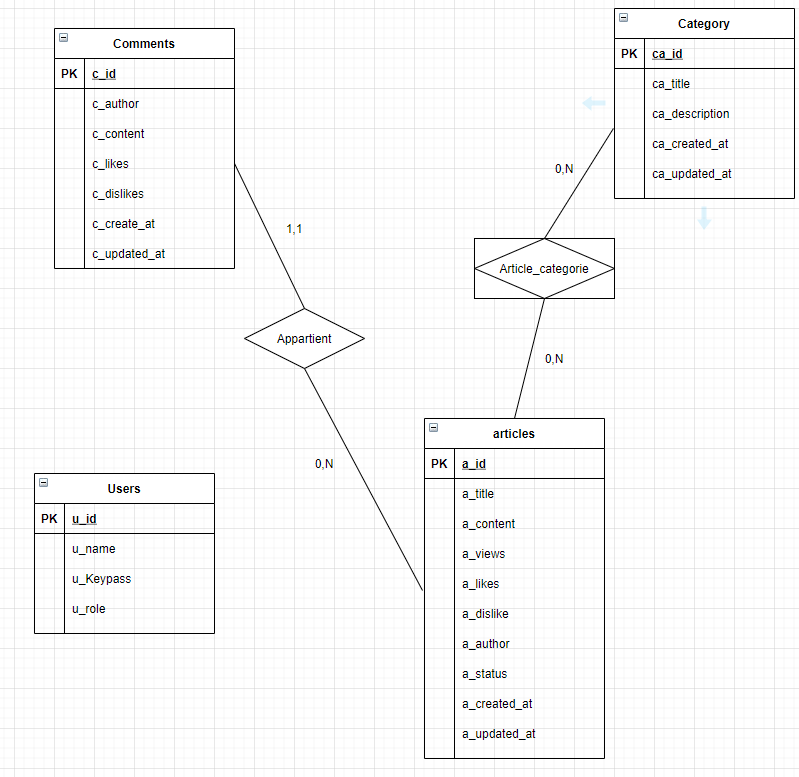 Comments
PK c_id
c_author
c_content
c_likes
c_dislikes
c_create_at
c_updated_at
Category
PK ca_id
ca_title
ca_description
ca_created_at
ca_updated_at
0,N
1,1
Article_categorie
Appartient
0,N
0,N
articles
PK a_id
a_title
a_content
a_views
a_likes
a_dislike
a_author
a_status
a_created_at
a_updated_at
Users
PK u_id
u_name
u_Keypass
u_role